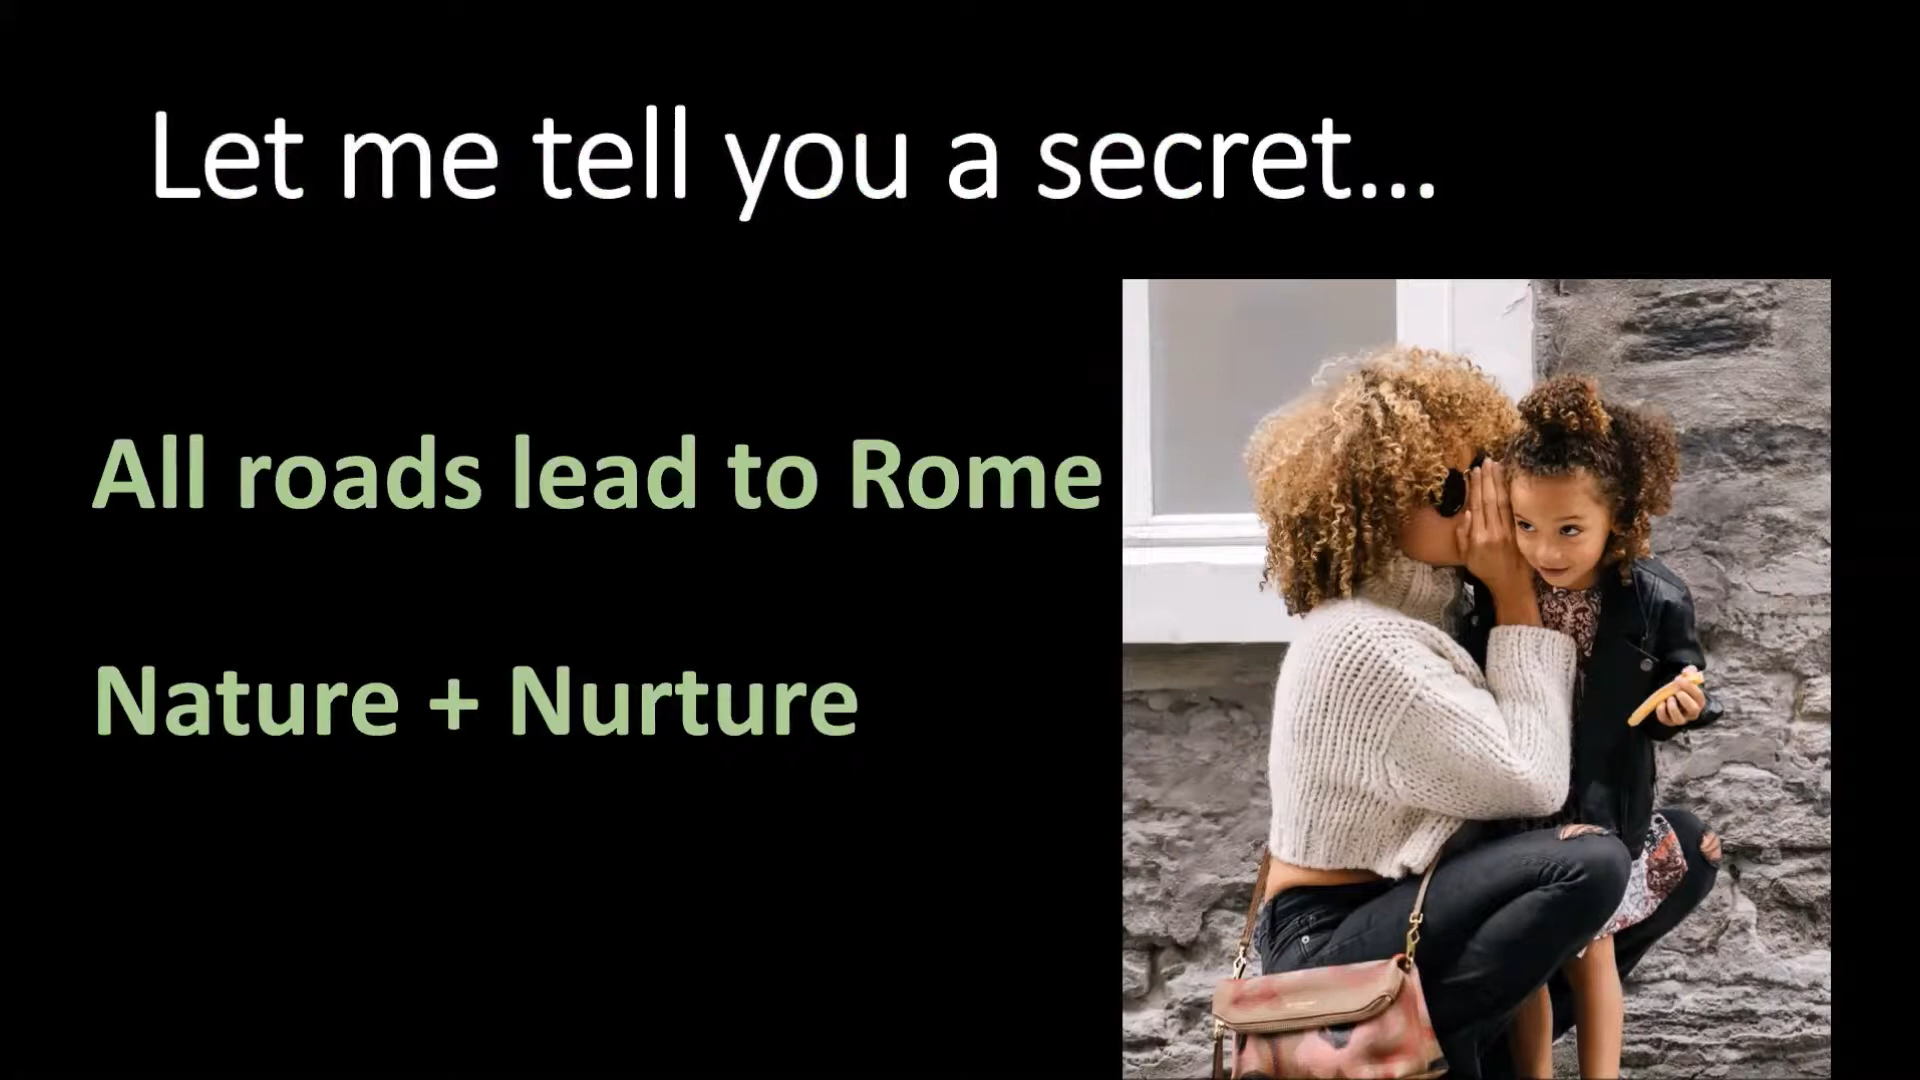 Let me tell you a secret...
All roads lead to Rome
Nature + Nurture